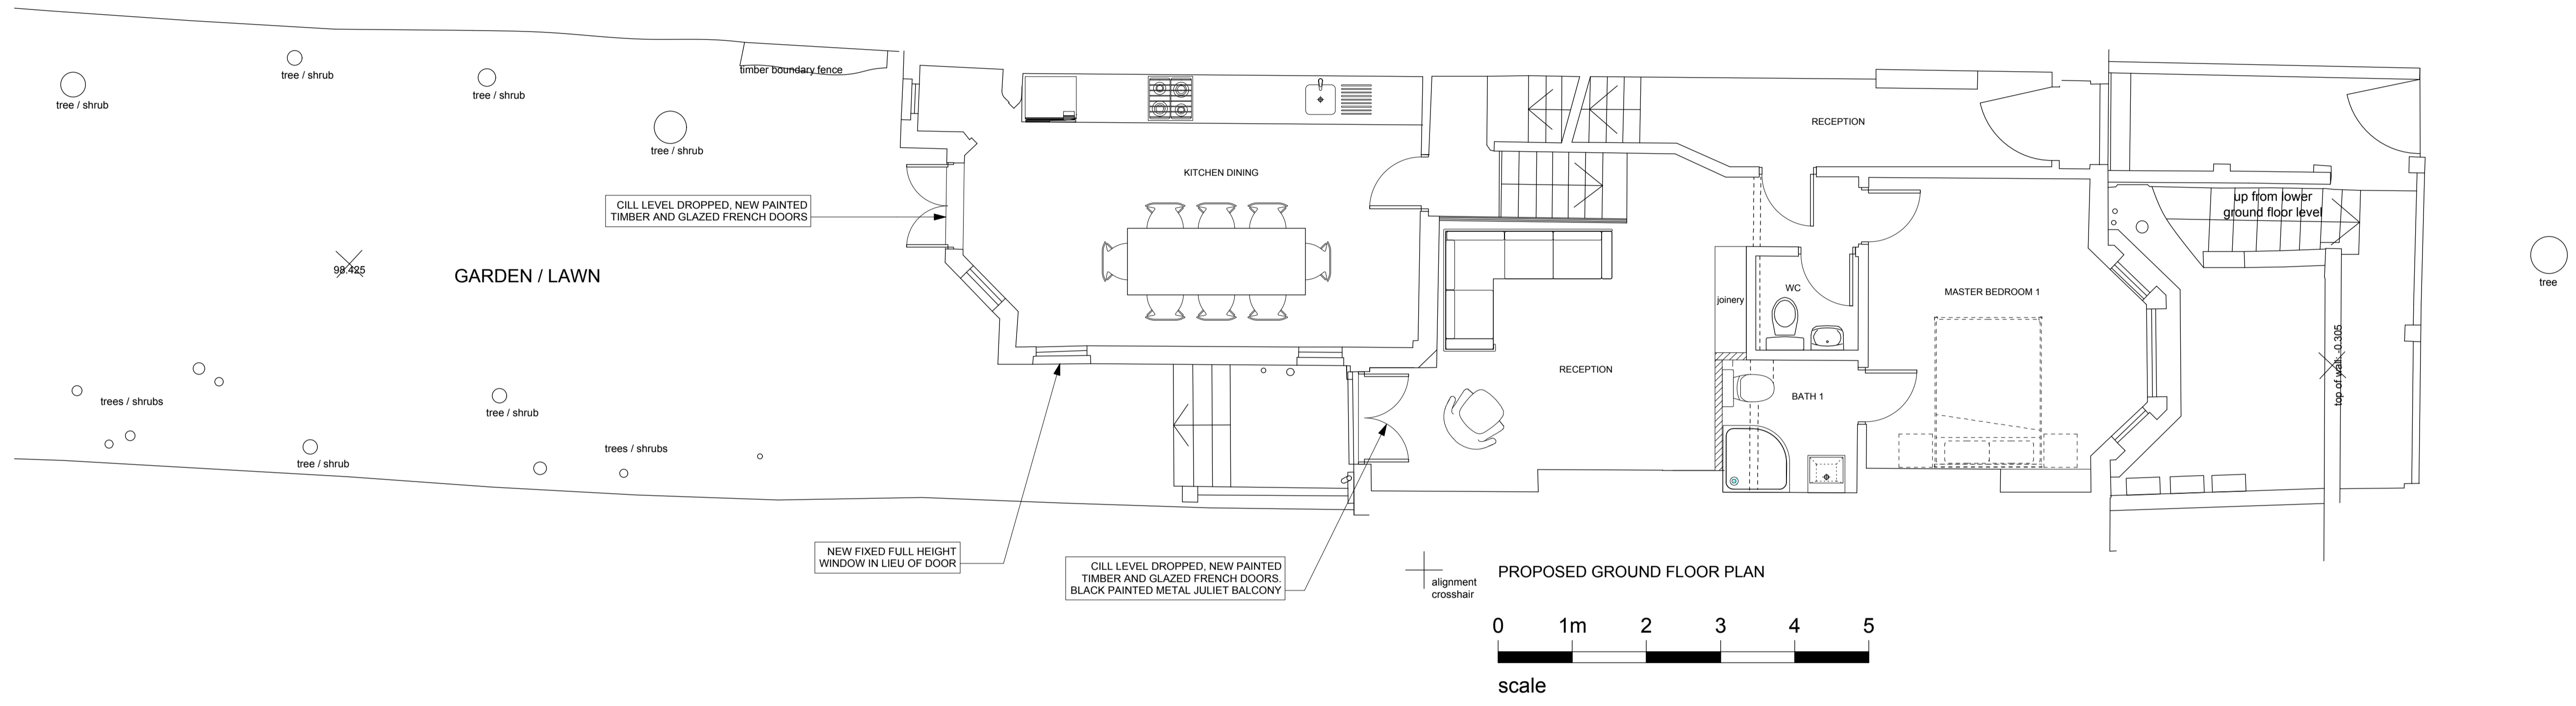 timber boundary fence
tree / shrub
tree / shrub
tree / shrub
tree / shrub
RECEPTION
KITCHEN DINING
CILL LEVEL DROPPED, NEW PAINTED
TIMBER AND GLAZED FRENCH DOORS
up from lower
ground floor level
98.425
GARDEN / LAWN
WC
joinery
MASTER BEDROOM 1
tree
RECEPTION
BATH 1
top of wall: -0.305
trees / shrubs
tree / shrub
trees / shrubs
tree / shrub
NEW FIXED FULL HEIGHT
WINDOW IN LIEU OF DOOR
CILL LEVEL DROPPED, NEW PAINTED
TIMBER AND GLAZED FRENCH DOORS.
BLACK PAINTED METAL JULIET BALCONY
alignment
crosshair
PROPOSED GROUND FLOOR PLAN
0 1m 2 3 4 5
scale